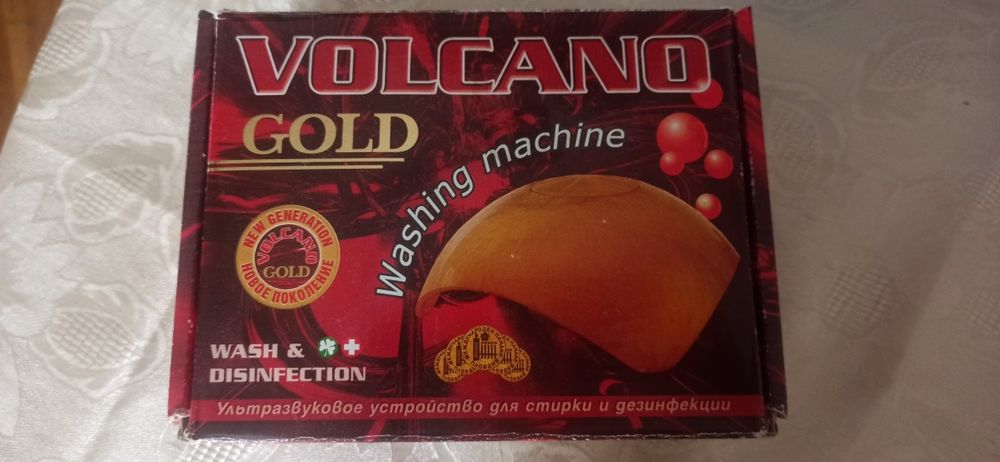 VOLCANO
GOLD
Washing machine
NEW GENERATION
VOLCANO
GOLD
НОВОЕ ПОКОЛЕНИЕ
WASH &
DISINFECTION
Ультразвуковое устройство для стирки и дезинфекции